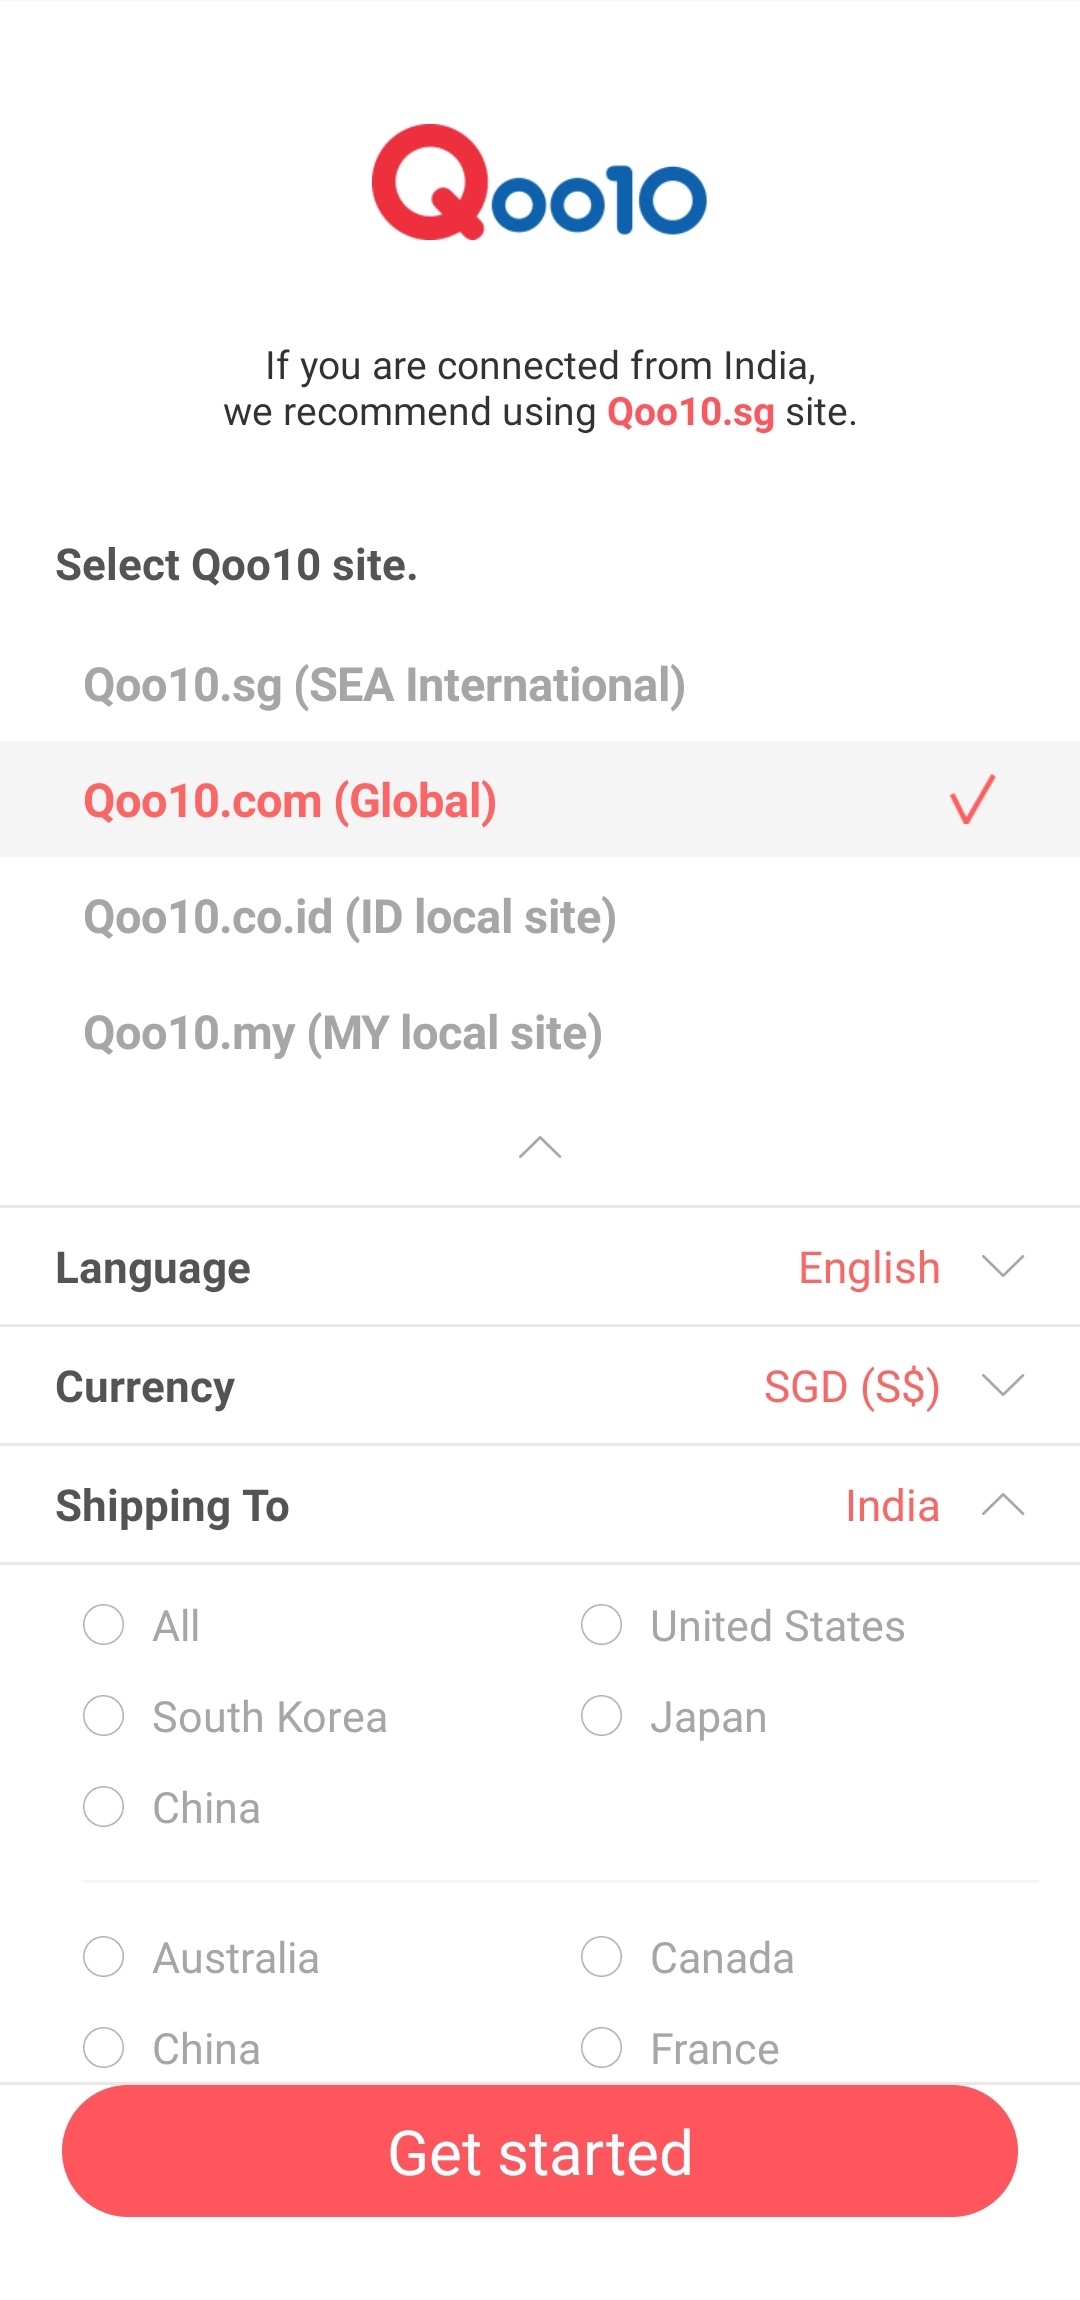 Qoo10
If you are connected from India,
we recommend using Qoo10.sg site.
Select Qoo10 site.
Qoo10.sg (SEA International)
Qoo10.com (Global)
Qoo10.co.id (ID local site)
Qoo10.my (MY local site)
Language English
Currency SGD (S$)
Shipping To India
All United States
South Korea Japan
China
Australia Canada
China France
Get started